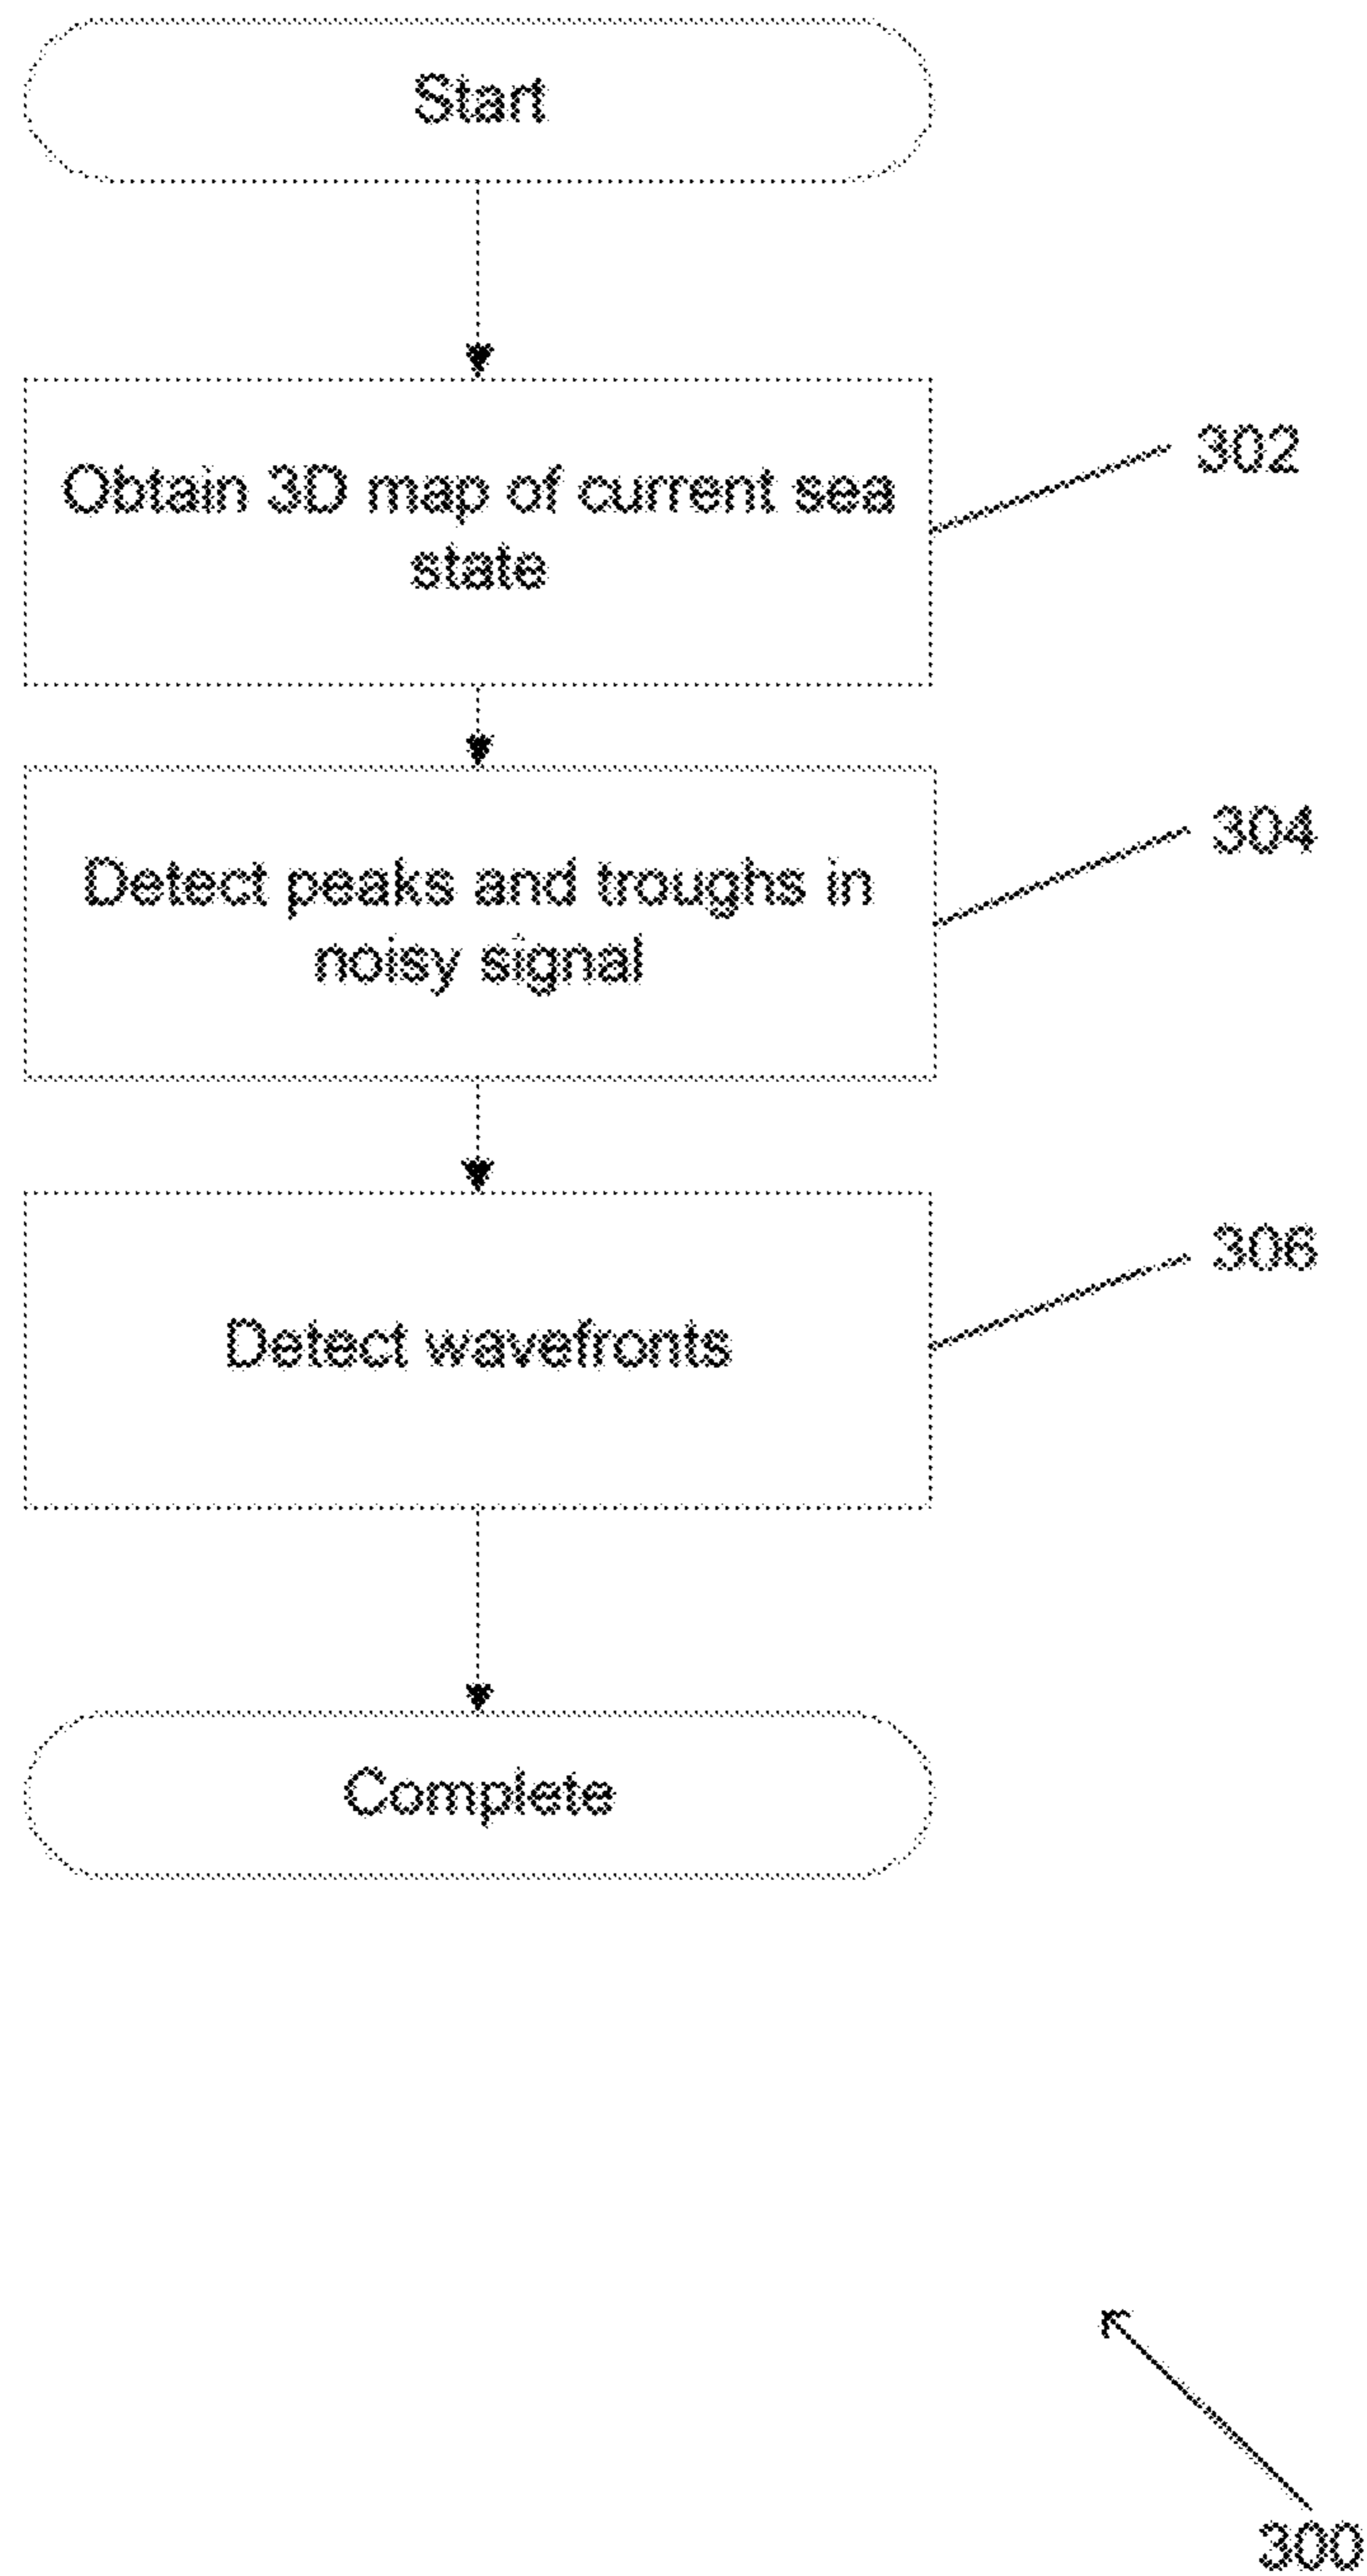 Start
Obtain 3D map of current sea
state
302
Detect peaks and troughs in
noisy signal
304
Detect wavefronts
306
Complete
300